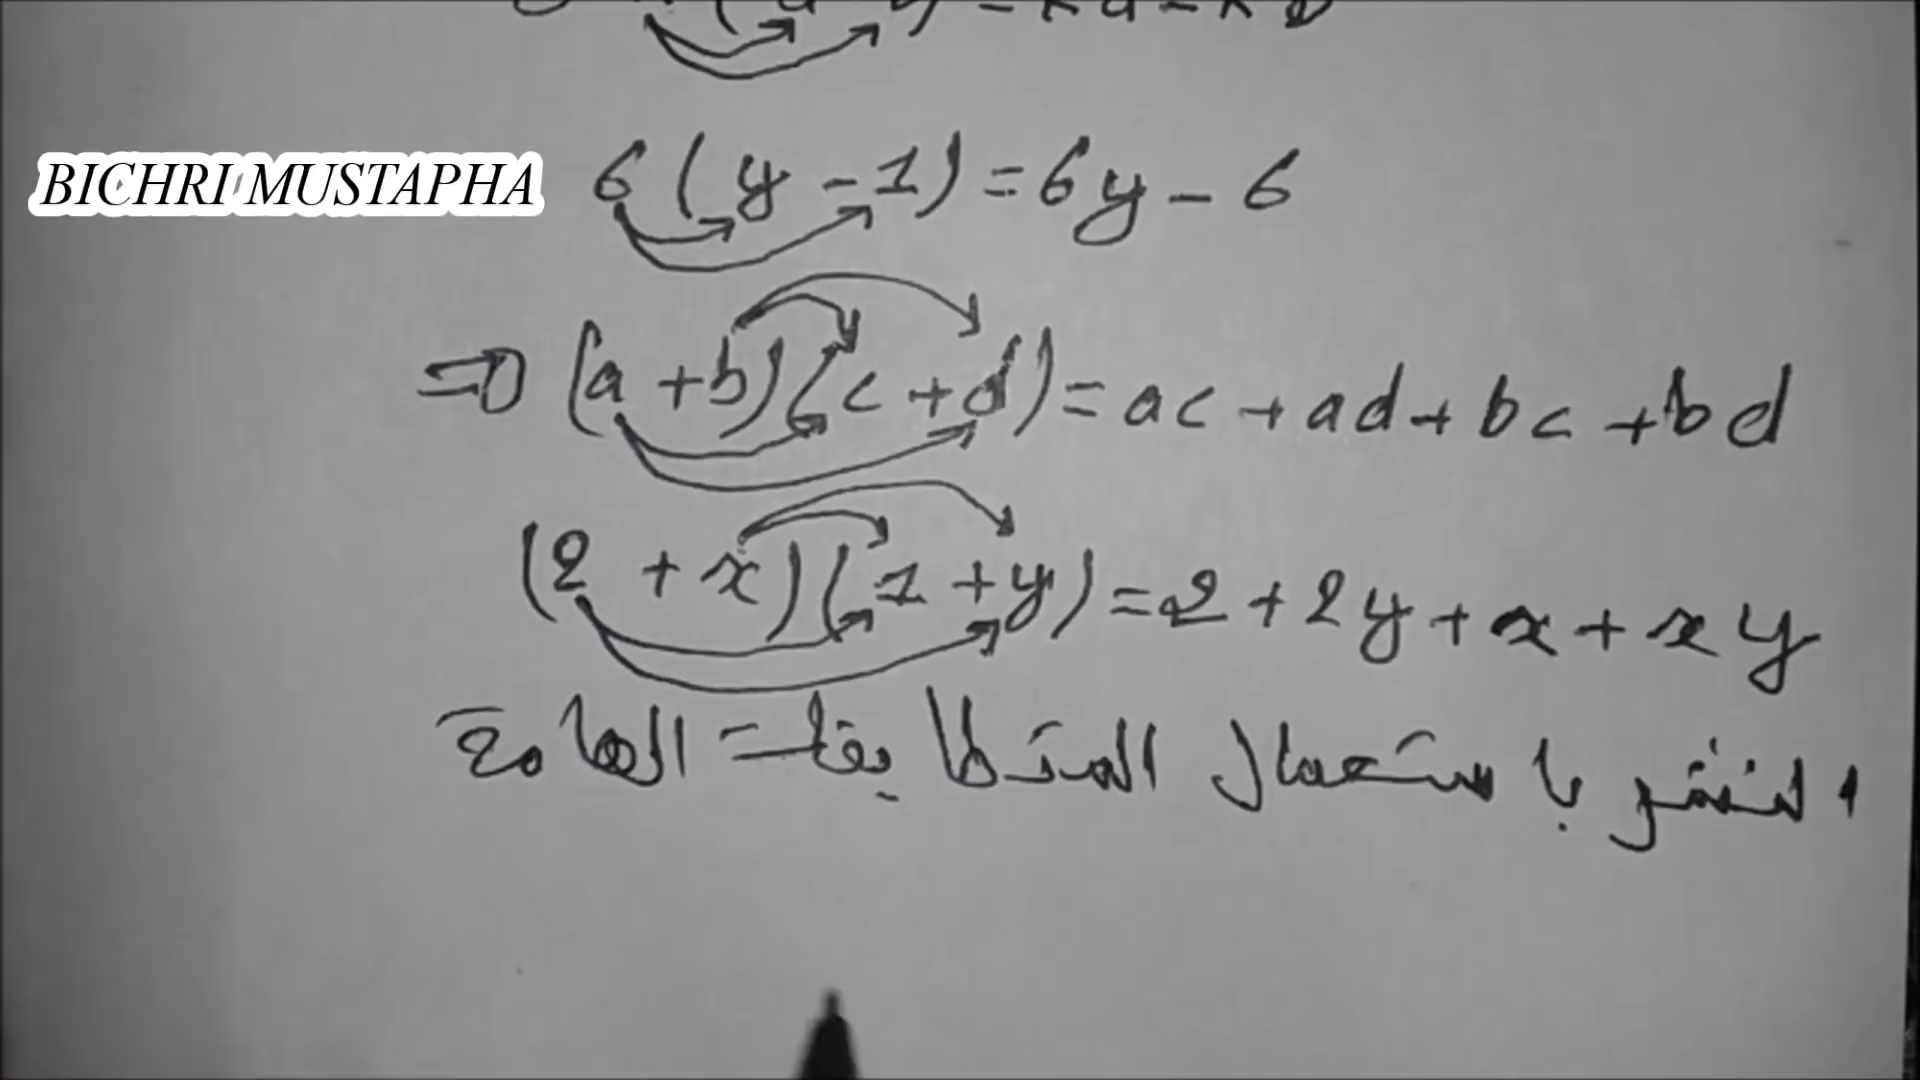 BICHRI MUSTAPHA
6(y-1)=6y-6
⇒ (a+b)(c+d)=ac+ad+bc+bd
(2+x)(1+y)=2+2y+x+xy
النشر باستعمال المتطابقات الهامة